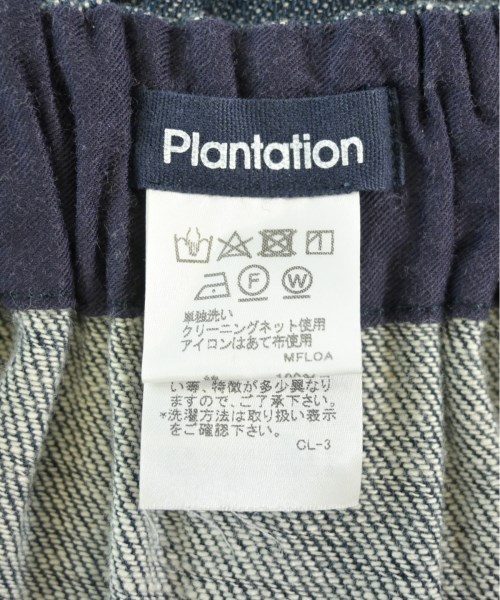 Plantation
F W
単独洗い
クリーニングネット使用
アイロンはあて布使用
MFLOA
100%
い等、特徴が多少異なり
ますので、ご了承下さい。
*洗濯方法は取り扱い表示
をご確認下さい。
CL-3